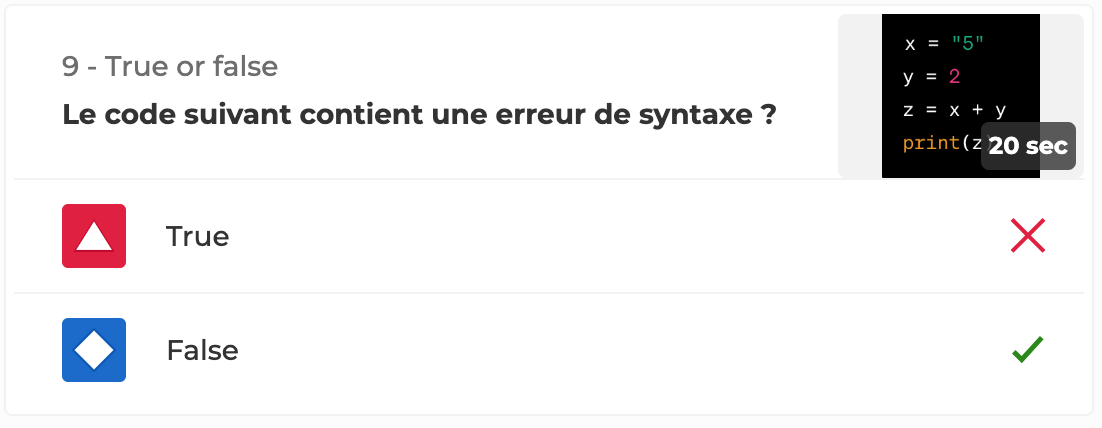 9 - True or false
Le code suivant contient une erreur de syntaxe ?
x = "5"
y = 2
z = x + y
print(z
20 sec
True
False